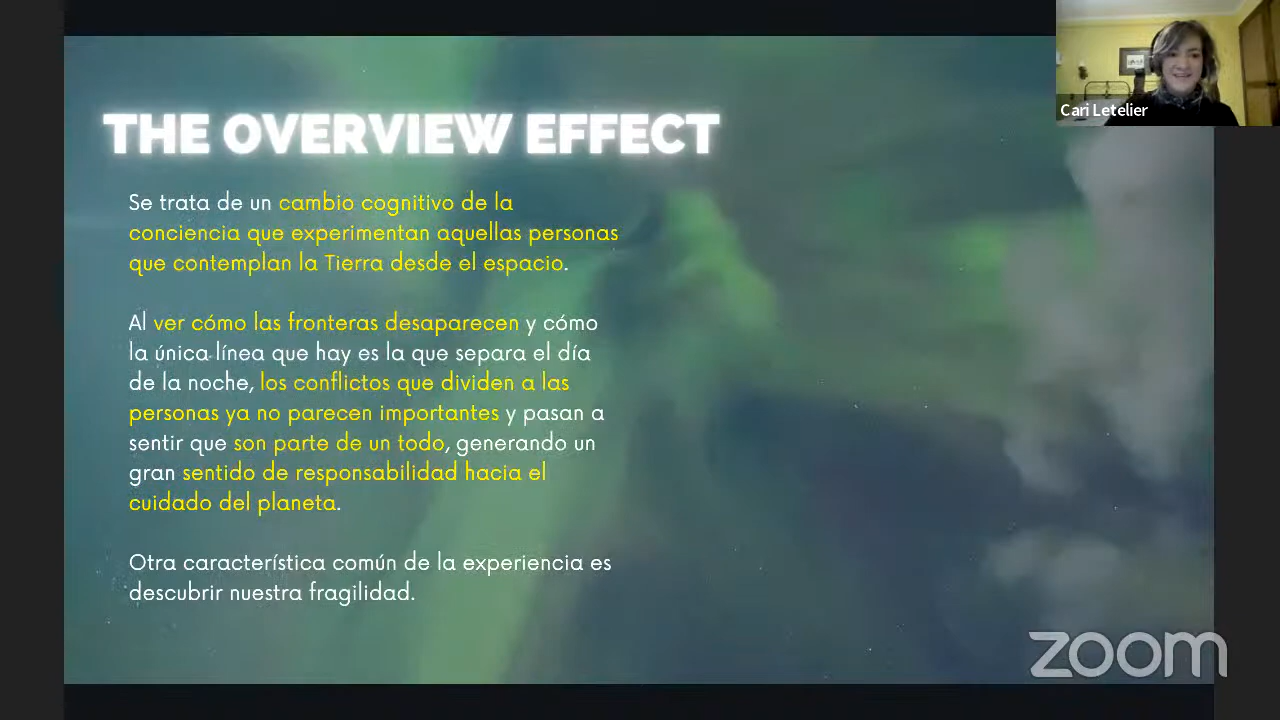 Cari Letelier
THE OVERVIEW EFFECT
Se trata de un cambio cognitivo de la
conciencia que experimentan aquellas personas
que contemplan la Tierra desde el espacio.
Al ver cómo las fronteras desaparecen y cómo
la única línea que hay es la que separa el día
de la noche, los conflictos que dividen a las
personas ya no parecen importantes y pasan a
sentir que son parte de un todo, generando un
gran sentido de responsabilidad hacia el
cuidado del planeta.
Otra característica común de la experiencia es
descubrir nuestra fragilidad.
zoom